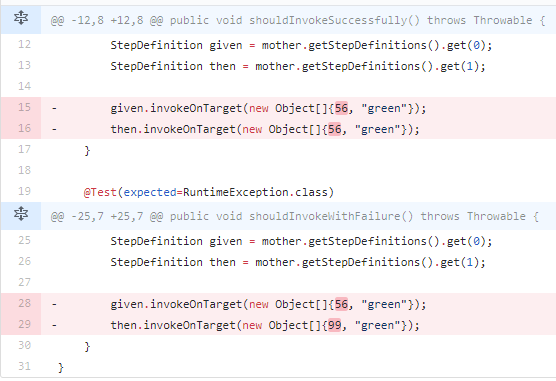 @@ -12,8 +12,8 @@ public void shouldInvokeSuccessfully() throws Throwable {
12 StepDefinition given = mother.getStepDefinitions().get(0);
13 StepDefinition then = mother.getStepDefinitions().get(1);
14
15 - given.invokeOnTarget(new Object[]{56, "green"});
16 - then.invokeOnTarget(new Object[]{56, "green"});
17 }
18
19 @Test(expected=RuntimeException.class)
@@ -25,7 +25,7 @@ public void shouldInvokeWithFailure() throws Throwable {
25 StepDefinition given = mother.getStepDefinitions().get(0);
26 StepDefinition then = mother.getStepDefinitions().get(1);
27
28 - given.invokeOnTarget(new Object[]{56, "green"});
29 - then.invokeOnTarget(new Object[]{99, "green"});
30 }
31 }